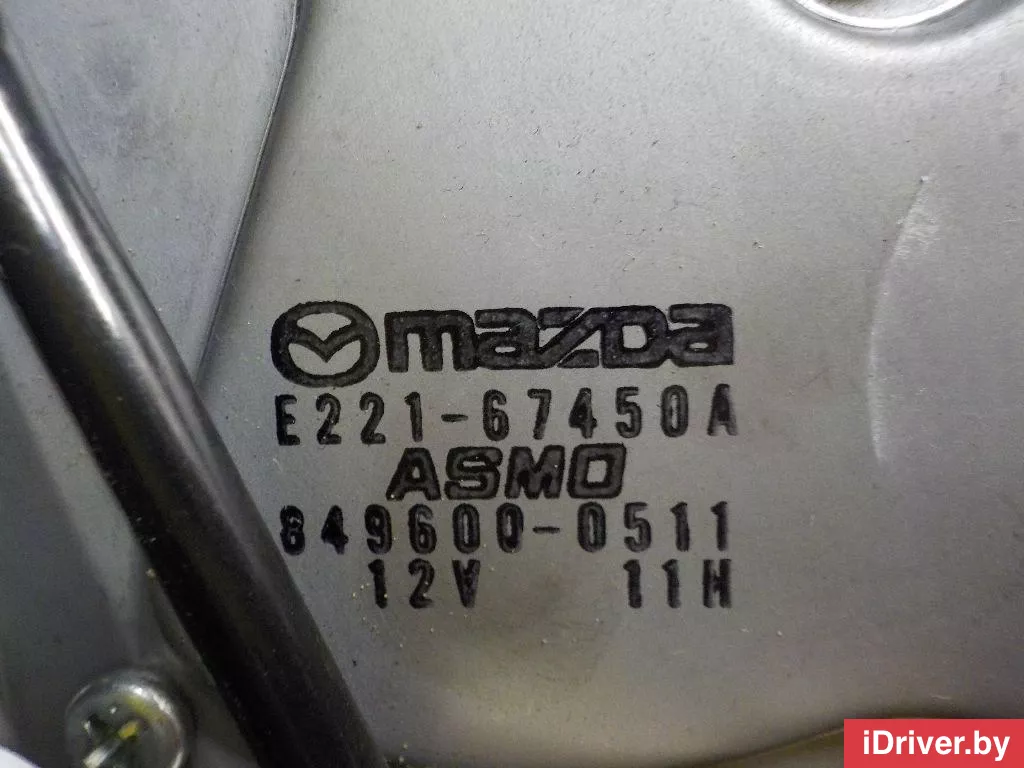 mazda
E221-67450A
ASMO
849600-0511
12V 11H
iDriver.by